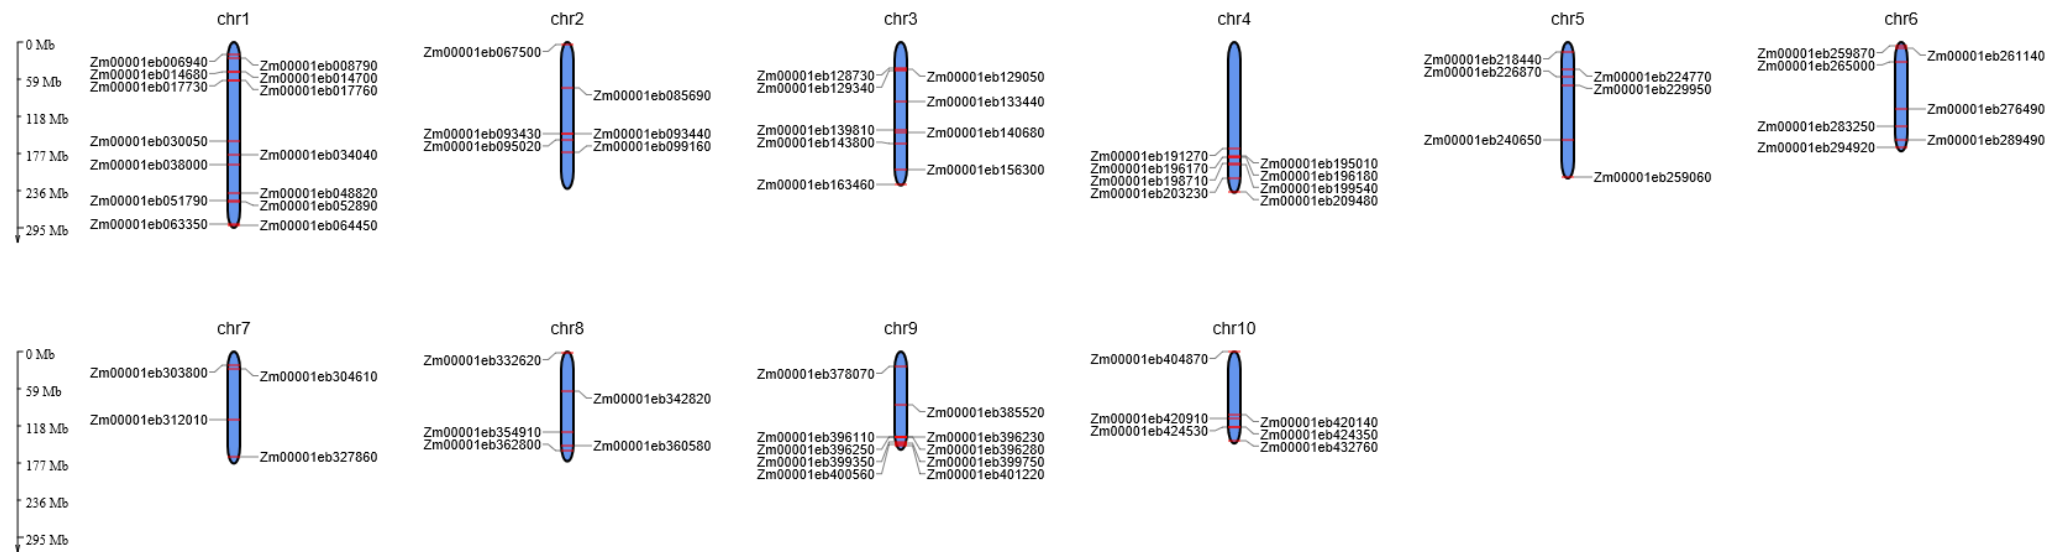 chr1 chr2 chr3 chr4 chr5 chr6
0 Mb
59 Mb
118 Mb
177 Mb
236 Mb
295 Mb
Zm00001eb006940 Zm00001eb008790
Zm00001eb014680 Zm00001eb014700
Zm00001eb017730 Zm00001eb017760
Zm00001eb030050
Zm00001eb034040
Zm00001eb038000
Zm00001eb048820
Zm00001eb051790 Zm00001eb052890
Zm00001eb063350 Zm00001eb064450
Zm00001eb067500
Zm00001eb085690
Zm00001eb093430 Zm00001eb093440
Zm00001eb095020 Zm00001eb099160
Zm00001eb128730 Zm00001eb129050
Zm00001eb129340
Zm00001eb133440
Zm00001eb139810 Zm00001eb140680
Zm00001eb143800
Zm00001eb156300
Zm00001eb163460
Zm00001eb191270 Zm00001eb195010
Zm00001eb196170 Zm00001eb196180
Zm00001eb198710 Zm00001eb199540
Zm00001eb203230 Zm00001eb209480
Zm00001eb218440
Zm00001eb226870 Zm00001eb224770
Zm00001eb229950
Zm00001eb240650
Zm00001eb259060
Zm00001eb259870 Zm00001eb261140
Zm00001eb265000
Zm00001eb276490
Zm00001eb283250
Zm00001eb289490
Zm00001eb294920
chr7 chr8 chr9 chr10
0 Mb
59 Mb
118 Mb
177 Mb
236 Mb
295 Mb
Zm00001eb303800 Zm00001eb304610
Zm00001eb312010
Zm00001eb327860
Zm00001eb332620
Zm00001eb342820
Zm00001eb354910
Zm00001eb362800 Zm00001eb360580
Zm00001eb378070
Zm00001eb385520
Zm00001eb396110 Zm00001eb396230
Zm00001eb396250 Zm00001eb396280
Zm00001eb399350 Zm00001eb399750
Zm00001eb400560 Zm00001eb401220
Zm00001eb404870
Zm00001eb420910 Zm00001eb420140
Zm00001eb424530 Zm00001eb424350
Zm00001eb432760